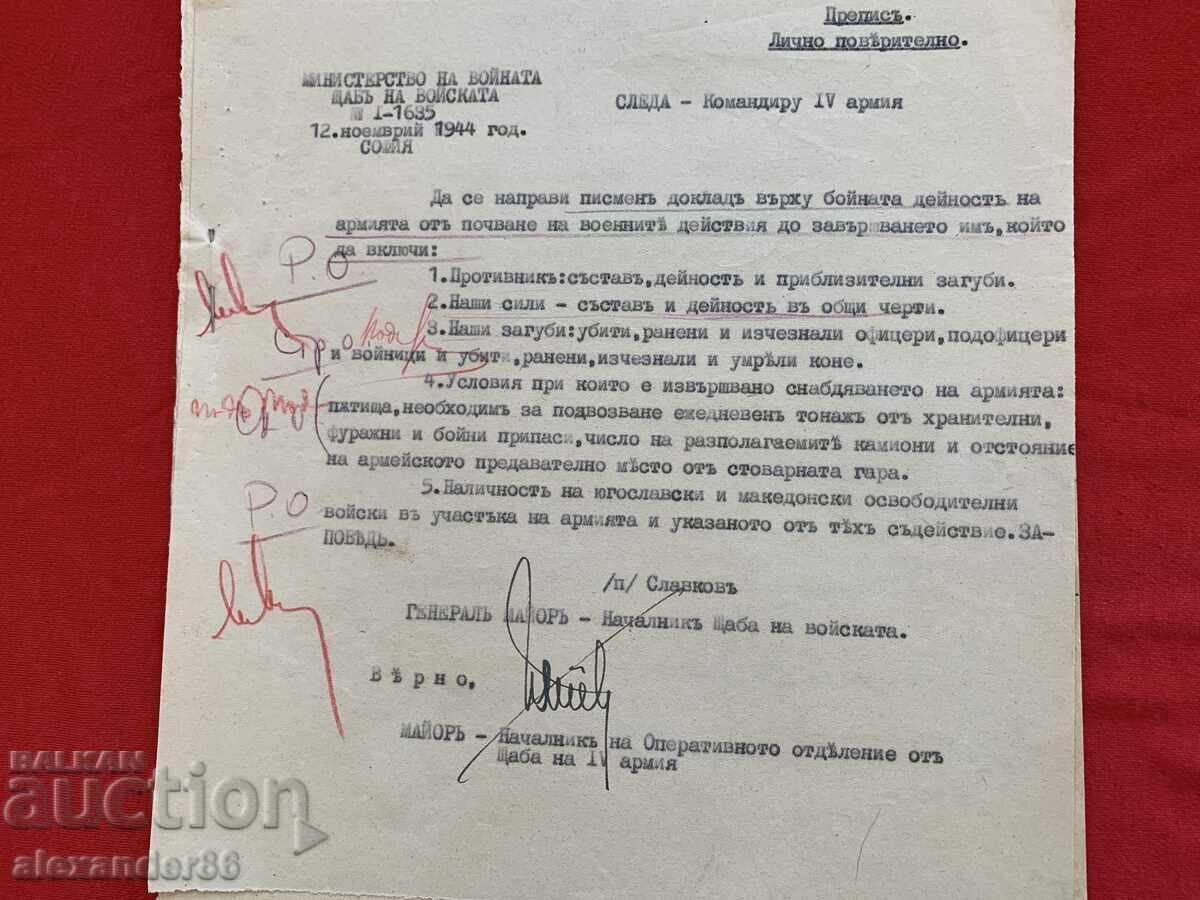 Преписъ.
Лично повѣрително.
МИНИСТЕРСТВО НА ВОЙНАТА
ЩАБЪ НА ВОЙСКАТА
№ I-1635
12.ноемврий 1944 год.
СОФИЯ
СЛЕДА - Командиру IV армия
Да се направи писменъ докладъ върху бойната дейность на
армията отъ почване на военнитѣ действия до завършването имъ,който
да включи:
Р.О.
1.Противникъ:съставъ,дейность и приблизителни загуби.
2.Наши сили - съставъ и дейность въ общи черти.
3.Наши загуби:убити,ранени и изчезнали офицери,подофицери
Стр.о
и войници и убити,ранени,изчезнали и умрѣли коне.
4.Условия при които е извършвано снабдяването на армията:
пѫтища,необходимъ за подвозване ежедневен тонажъ отъ хранителни,
фуражни и бойни припаси,число на разполагаемитѣ камиони и отстояние
на армейското предавателно мѣсто отъ стоварната гара.
Р.О
5.Наличность на югославски и македонски освободителни
войски въ участъка на армията и указаното отъ тѣхъ съдействие.ЗА-
ПОВѢДЬ.
/п/ Славковъ
ГЕНЕРАЛЪ МАЙОРЪ - Началникъ Щаба на войската.
Вѣрно,
МАЙОРЪ - Началникъ на Оперативното отдѣление отъ
Щаба на IV армия
BALKAN
auction
alexander86